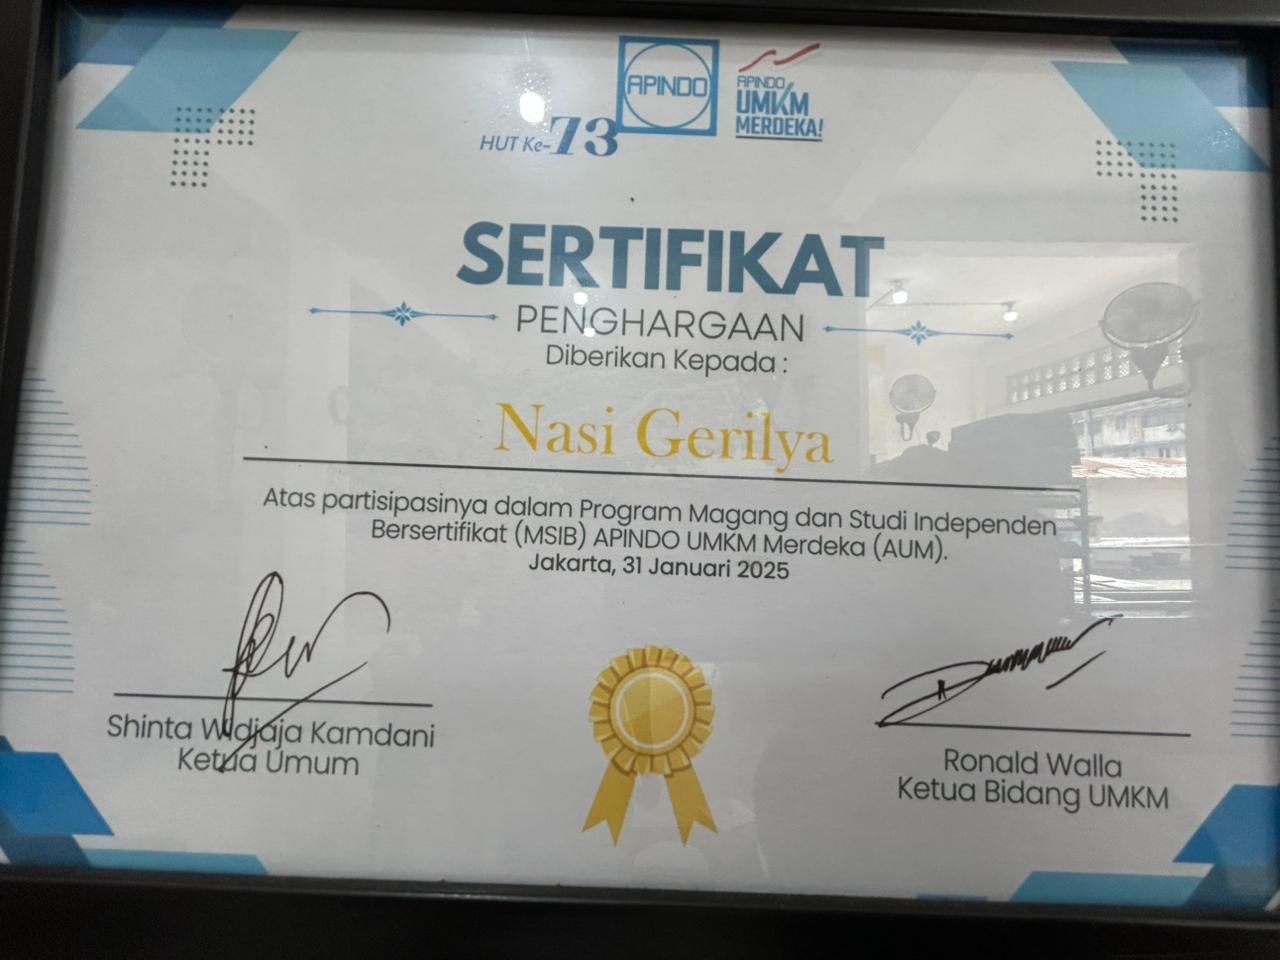 HUT Ke-73
APINDO
APINDO
UMKM
MERDEKA!
SERTIFIKAT
PENGHARGAAN
Diberikan Kepada :
Nasi Gerilya
Atas partisipasinya dalam Program Magang dan Studi Independen
Bersertifikat (MSIB) APINDO UMKM Merdeka (AUM).
Jakarta, 31 Januari 2025
Shinta Widjaja Kamdani
Ketua Umum
Ronald Walla
Ketua Bidang UMKM